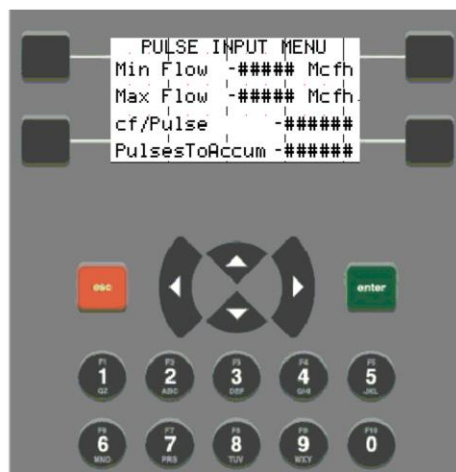 PULSE INPUT MENU
Min Flow -##### Mcfh
Max Flow -##### Mcfh
cf/Pulse -######
PulsesToAccum -######
esc
enter
F1 F2 F3 F4 F5
1 2 3 4 5
QZ ABC DEF GHI JKL
F6 F7 F8 F9 F10
6 7 8 9 0
MNO PRS TUV WXY